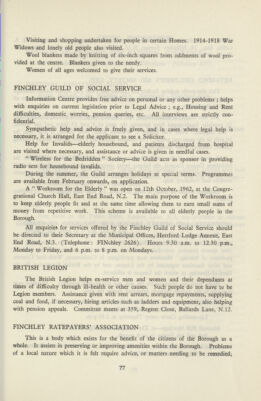 Visiting and shopping undertaken for people in certain Homes. 1914-1918 War
Widows and lonely old people also visited.
Wool blankets made by knitting of six-inch squares from oddments of wool pro-
vided at the centre. Blankets given to the needy.
Women of all ages welcomed to give their services.
FINCHLEY GUILD OF SOCIAL SERVICE
Information Centre provides free advice on personal or any other problems : helps
with enquiries on current legislation prior to Legal Advice ; e.g., Housing and Rent
difficulties, domestic worries, pension queries, etc. All interviews are strictly con-
fidential.
Sympathetic help and advice is freely given, and in cases where legal help is
necessary, it is arranged for the applicant to see a Solicitor.
Help for Invalids—elderly housebound, and patients discharged from hospital
are visited where necessary, and assistance or advice is given in needful cases.
" Wireless for the Bedridden " Society—the Guild acts as sponsor in providing
radio sets for housebound invalids.
During the summer, the Guild arranges holidays at special terms. Programmes
are available from February onwards, on application.
A " Workroom for the Elderly " was open on 12th October, 1962, at the Congre-
gational Church Hall, East End Road, N.2. The main purpose of the Workroom is
to keep elderly people fit and at the same time allowing them to earn small sums of
money from repetitive work. This scheme is available to all elderly people in the
Borough.
All enquiries for services offered by the Finchley Guild of Social Service should
be directed to their Secretary at the Municipal Offices, Hertford Lodge Annexe, East
End Road, N.3. (Telephone : FINchley 2626). Hours 9.30 a.m. to 12.30 p.m.,
Monday to Friday, and 6 p.m. to 8 p.m. on Mondays.
BRITISH LEGION
The British Legion helps ex-service men and women and their dependants at
times of difficulty through ill-health or other causes. Such people do not have to be
Legion members. Assistance given with rent arrears, mortgage repayments, supplying
coal and food, if necessary, hiring articles such as ladders and equipment, also helping
with pension appeals. Committee meets at 359, Regent Close, Ballards Lane, N.12.
FINCHLEY RATEPAYERS' ASSOCIATION
This is a body which exists for the benefit of the citizens of the Borough as a
whole. It assists in preserving or improving amenities within the Borough. Problems
of a local nature which it is felt require advice, or matters needing to be remedied,
77